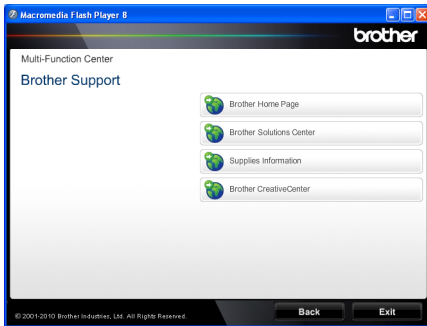 Macromedia Flash Player 8
brother
Multi-Function Center
Brother Support
Brother Home Page
Brother Solutions Center
Supplies Information
Brother CreativeCenter
© 2001-2010 Brother Industries, Ltd. All Rights Reserved.
Back
Exit